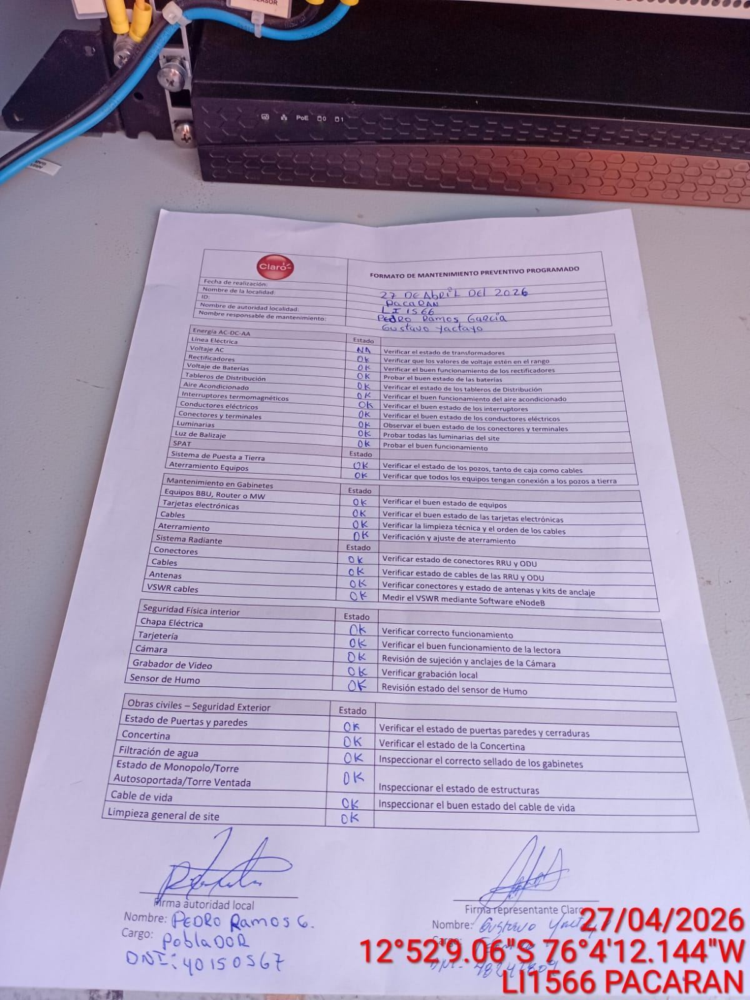 PoE 0 1
Claro
FORMATO DE MANTENIMIENTO PREVENTIVO PROGRAMADO
Fecha de realización: 27 DE Abril DEL 2026
Nombre de la localidad: PacaRAN
ID: LI1566
Nombre de autoridad localidad: PEDRO Ramos García
Nombre responsable de mantenimiento: Gustavo Yactayo
Energía AC-DC-AA Estado
Línea Eléctrica NA Verificar el estado de transformadores
Voltaje AC OK Verificar que los valores de voltaje estén en el rango
Rectificadores OK Verificar el buen funcionamiento de los rectificadores
Voltaje de Baterías OK Probar el buen estado de las baterías
Tableros de Distribución OK Verificar el estado de los tableros de Distribución
Aire Acondicionado OK Verificar el buen funcionamiento del aire acondicionado
Interruptores termomagnéticos OK Verificar el buen estado de los interruptores
Conductores eléctricos OK Verificar el buen estado de los conductores eléctricos
Conectores y terminales OK Observar el buen estado de los conectores y terminales
Luminarias OK Probar todas las luminarias del site
Luz de Balizaje OK Probar el buen funcionamiento
SPAT Estado
Sistema de Puesta a Tierra OK Verificar el estado de los pozos, tanto de caja como cables
Aterramiento Equipos OK Verificar que todos los equipos tengan conexión a los pozos a tierra
Mantenimiento en Gabinetes Estado
Equipos BBU, Router o MW OK Verificar el buen estado de equipos
Tarjetas electrónicas OK Verificar el buen estado de las tarjetas electrónicas
Cables OK Verificar la limpieza técnica y el orden de los cables
Aterramiento OK Verificación y ajuste de aterramiento
Sistema Radiante Estado
Conectores OK Verificar estado de conectores RRU y ODU
Cables OK Verificar estado de cables de las RRU y ODU
Antenas OK Verificar conectores y estado de antenas y kits de anclaje
VSWR cables OK Medir el VSWR mediante Software eNodeB
Seguridad Física interior Estado
Chapa Eléctrica OK Verificar correcto funcionamiento
Tarjetería OK Verificar el buen funcionamiento de la lectora
Cámara OK Revisión de sujeción y anclajes de la Cámara
Grabador de Video OK Verificar grabación local
Sensor de Humo OK Revisión estado del sensor de Humo
Obras civiles – Seguridad Exterior Estado
Estado de Puertas y paredes OK Verificar el estado de puertas paredes y cerraduras
Concertina OK Verificar el estado de la Concertina
Filtración de agua OK Inspeccionar el correcto sellado de los gabinetes
Estado de Monopolo/Torre
Autosoportada/Torre Ventada OK Inspeccionar el estado de estructuras
Cable de vida OK Inspeccionar el buen estado del cable de vida
Limpieza general de site OK
Firma autoridad local
Nombre: PEDRO Ramos G.
Cargo: PoblaDOR
DNI: 40150567
Firma representante Claro
Nombre: Gustavo
Cargo:
DNI:
27/04/2026
12°52'9.06"S 76°4'12.144"W
LI1566 PACARAN